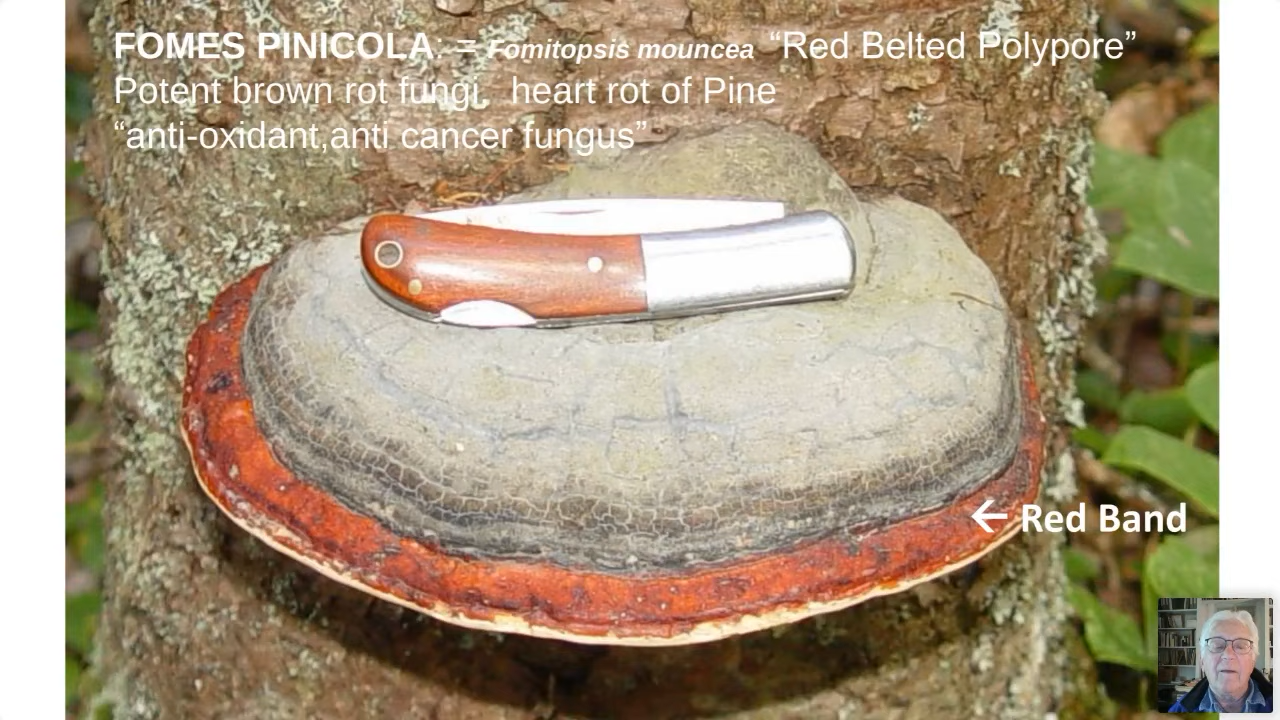 FOMES PINICOLA: = Fomitopsis mouncea “Red Belted Polypore”
Potent brown rot fungi, heart rot of Pine
“anti-oxidant,anti cancer fungus”
← Red Band